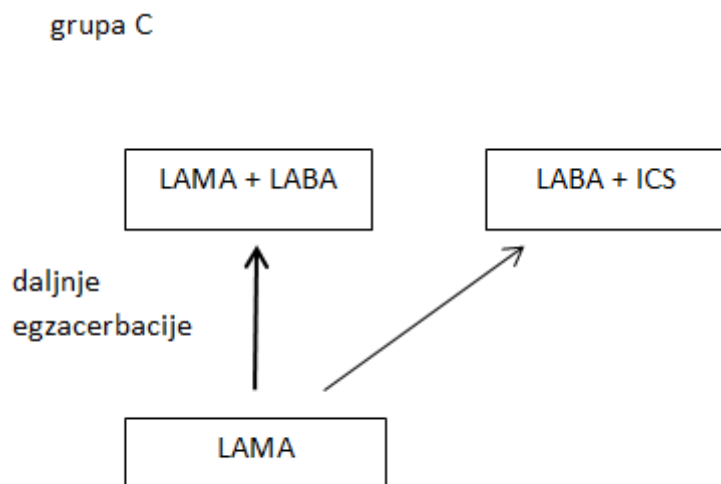 grupa C
LAMA + LABA
LABA + ICS
daljnje
egzacerbacije
LAMA